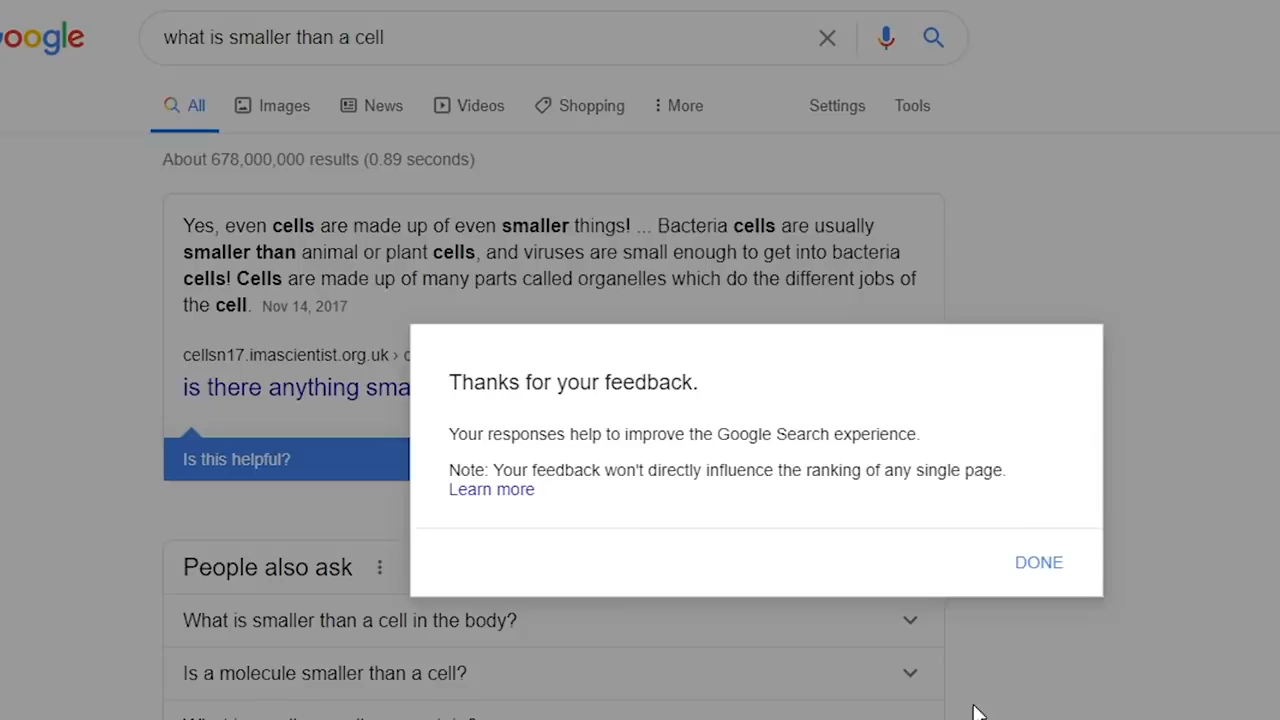 oogle
what is smaller than a cell
All Images News Videos Shopping More Settings Tools
About 678,000,000 results (0.89 seconds)
Yes, even cells are made up of even smaller things! ... Bacteria cells are usually
smaller than animal or plant cells, and viruses are small enough to get into bacteria
cells! Cells are made up of many parts called organelles which do the different jobs of
the cell. Nov 14, 2017
cellsn17.imascientist.org.uk ›
is there anything sma
Is this helpful?
Thanks for your feedback.
Your responses help to improve the Google Search experience.
Note: Your feedback won't directly influence the ranking of any single page.
Learn more
DONE
People also ask
What is smaller than a cell in the body?
Is a molecule smaller than a cell?